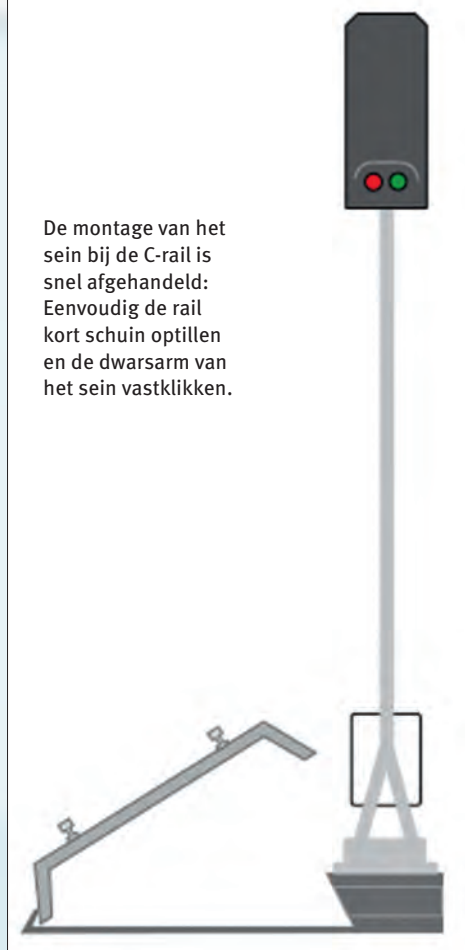 De montage van het
sein bij de C-rail is
snel afgehandeld:
Eenvoudig de rail
kort schuin optillen
en de dwarsarm van
het sein vastklikken.